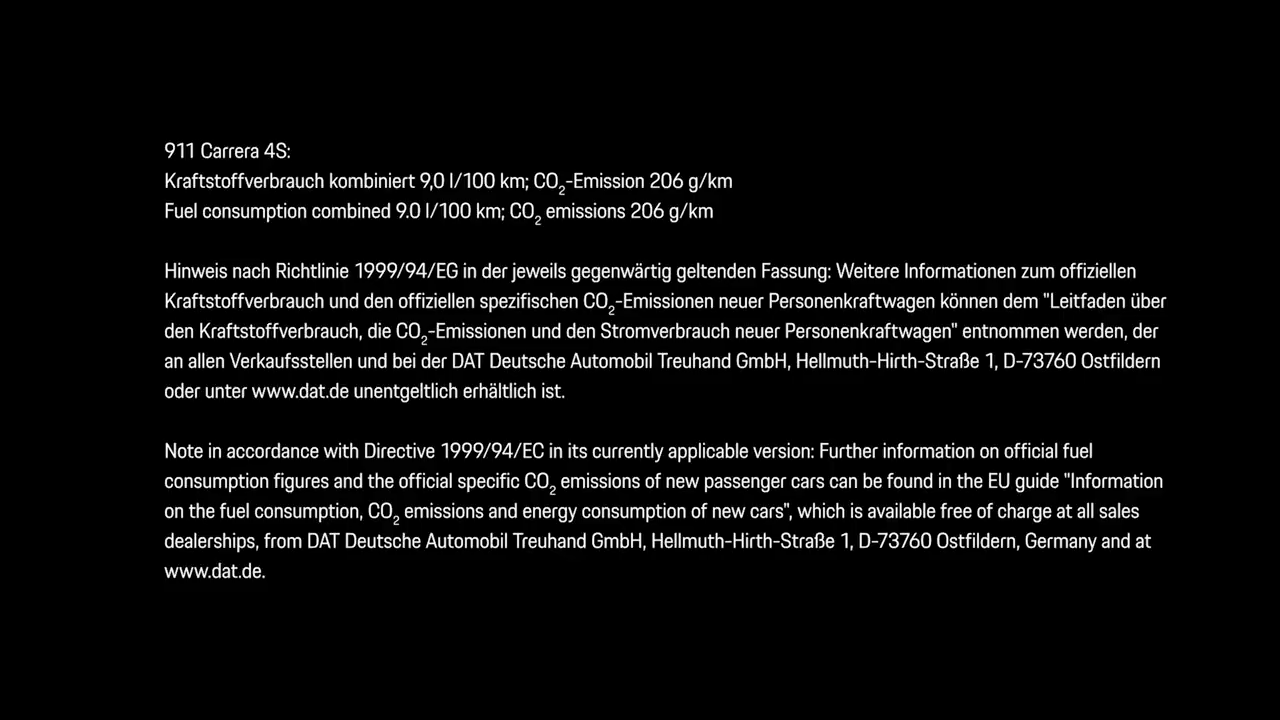 911 Carrera 4S:
Kraftstoffverbrauch kombiniert 9,0 l/100 km; CO₂-Emission 206 g/km
Fuel consumption combined 9.0 l/100 km; CO₂ emissions 206 g/km
Hinweis nach Richtlinie 1999/94/EG in der jeweils gegenwärtig geltenden Fassung: Weitere Informationen zum offiziellen
Kraftstoffverbrauch und den offiziellen spezifischen CO₂-Emissionen neuer Personenkraftwagen können dem "Leitfaden über
den Kraftstoffverbrauch, die CO₂-Emissionen und den Stromverbrauch neuer Personenkraftwagen" entnommen werden, der
an allen Verkaufsstellen und bei der DAT Deutsche Automobil Treuhand GmbH, Hellmuth-Hirth-Straße 1, D-73760 Ostfildern
oder unter www.dat.de unentgeltlich erhältlich ist.
Note in accordance with Directive 1999/94/EC in its currently applicable version: Further information on official fuel
consumption figures and the official specific CO₂ emissions of new passenger cars can be found in the EU guide "Information
on the fuel consumption, CO₂ emissions and energy consumption of new cars", which is available free of charge at all sales
dealerships, from DAT Deutsche Automobil Treuhand GmbH, Hellmuth-Hirth-Straße 1, D-73760 Ostfildern, Germany and at
www.dat.de.